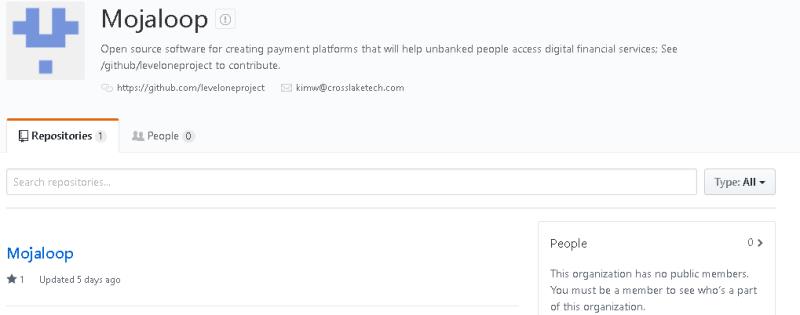 Mojaloop
Open source software for creating payment platforms that will help unbanked people access digital financial services; See
/github/leveloneproject to contribute.
https://github.com/leveloneproject kimw@crosslaketech.com
Repositories 1 People 0
Search repositories... Type: All
Mojaloop
1 Updated 5 days ago
People 0
This organization has no public members.
You must be a member to see who's a part
of this organization.